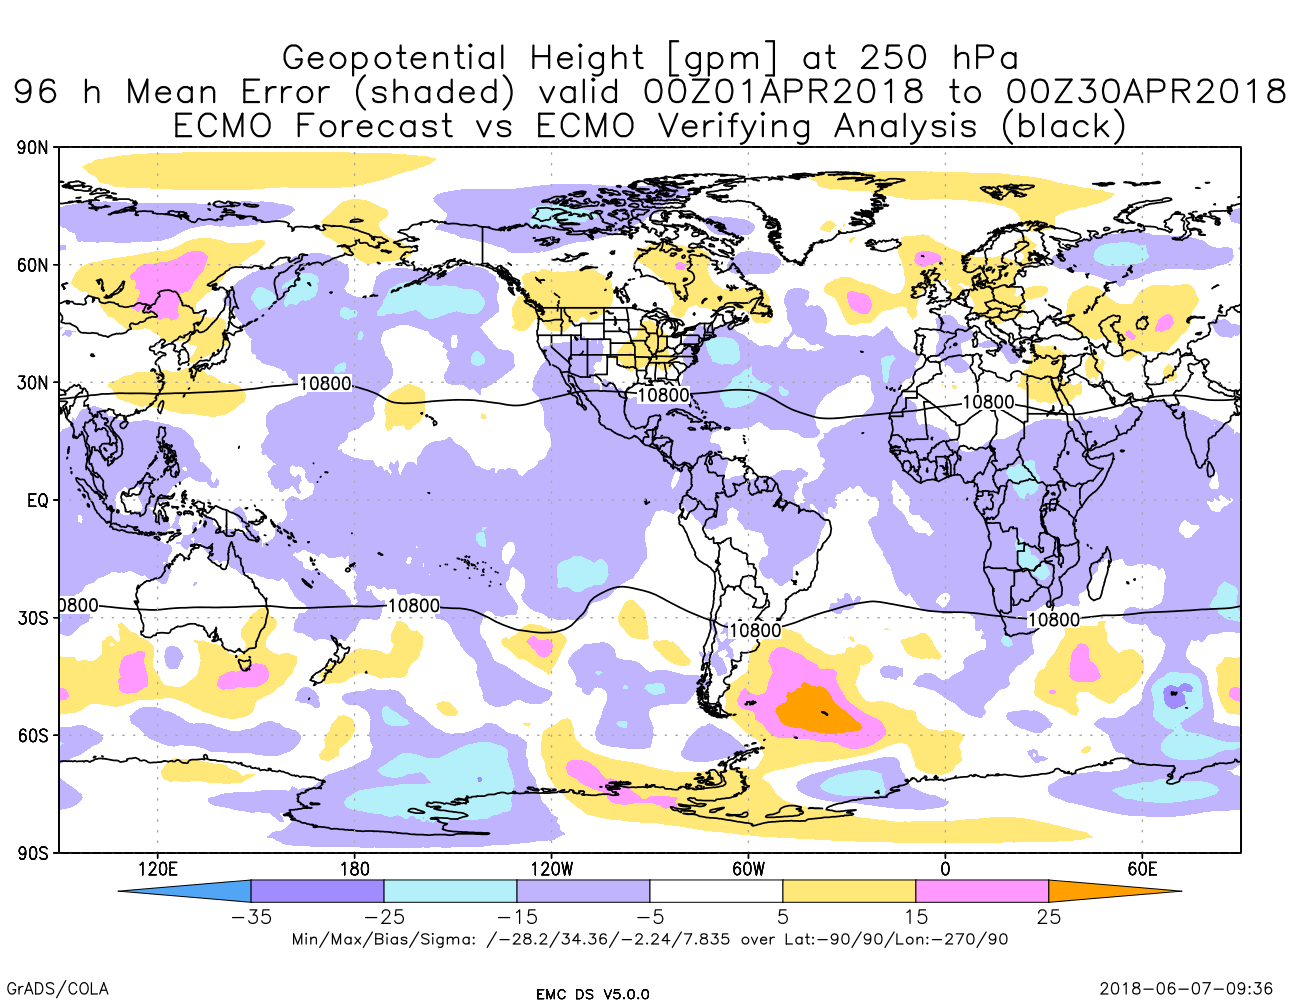 Geopotential Height [gpm] at 250 hPa
96 h Mean Error (shaded) valid 00Z01APR2018 to 00Z30APR2018
ECMO Forecast vs ECMO Verifying Analysis (black)
90N
60N
30N
10800
10800
10800
EQ
0800
10800
10800
10800
30S
60S
90S
120E 180 120W 60W 0 60E
-35 -25 -15 -5 5 15 25
Min/Max/Bias/Sigma: /-28.2/34.36/-2.24/7.835 over Lat:-90/90/Lon:-270/90
GrADS/COLA
EMC DS V5.0.0
2018-06-07-09:36